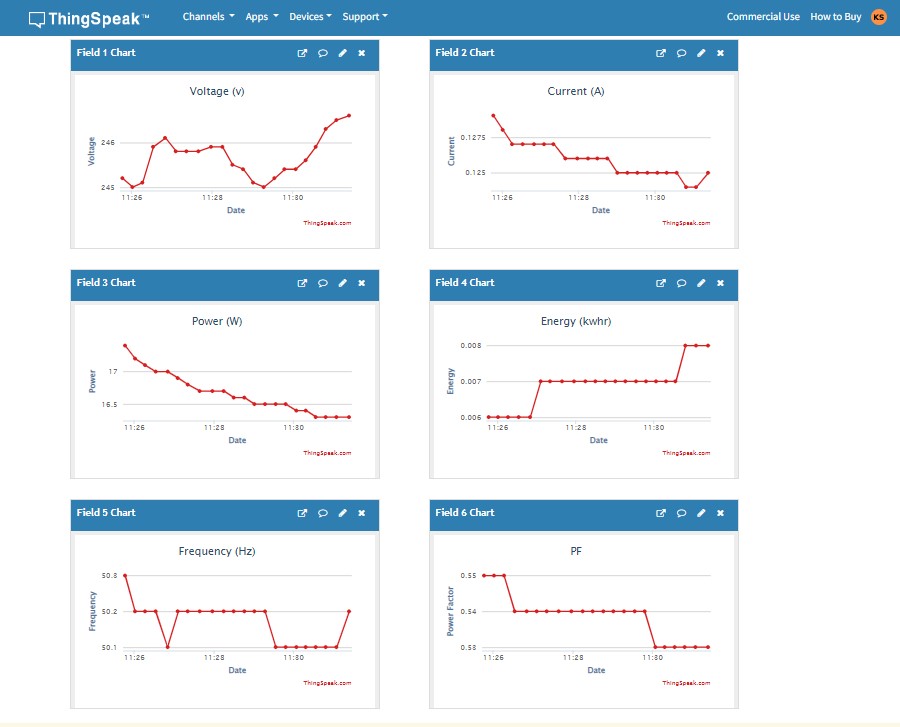 ThingSpeak™ Channels Apps Devices Support Commercial Use How to Buy KS
Field 1 Chart
Voltage (v)
Voltage
246
245
11:26 11:28 11:30
Date
ThingSpeak.com
Field 2 Chart
Current (A)
Current
0.1275
0.125
11:26 11:28 11:30
Date
ThingSpeak.com
Field 3 Chart
Power (W)
Power
17
16.5
11:26 11:28 11:30
Date
ThingSpeak.com
Field 4 Chart
Energy (kwhr)
Energy
0.008
0.007
0.006
11:26 11:28 11:30
Date
ThingSpeak.com
Field 5 Chart
Frequency (Hz)
Frequency
50.3
50.2
50.1
11:26 11:28 11:30
Date
ThingSpeak.com
Field 6 Chart
PF
Power Factor
0.55
0.54
0.53
11:26 11:28 11:30
Date
ThingSpeak.com